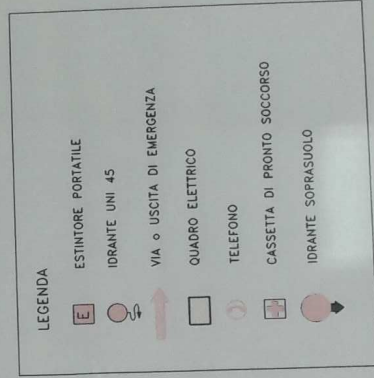 LEGENDA
E ESTINTORE PORTATILE
IDRANTE UNI 45
VIA o USCITA DI EMERGENZA
QUADRO ELETTRICO
TELEFONO
CASSETTA DI PRONTO SOCCORSO
IDRANTE SOPRASUOLO